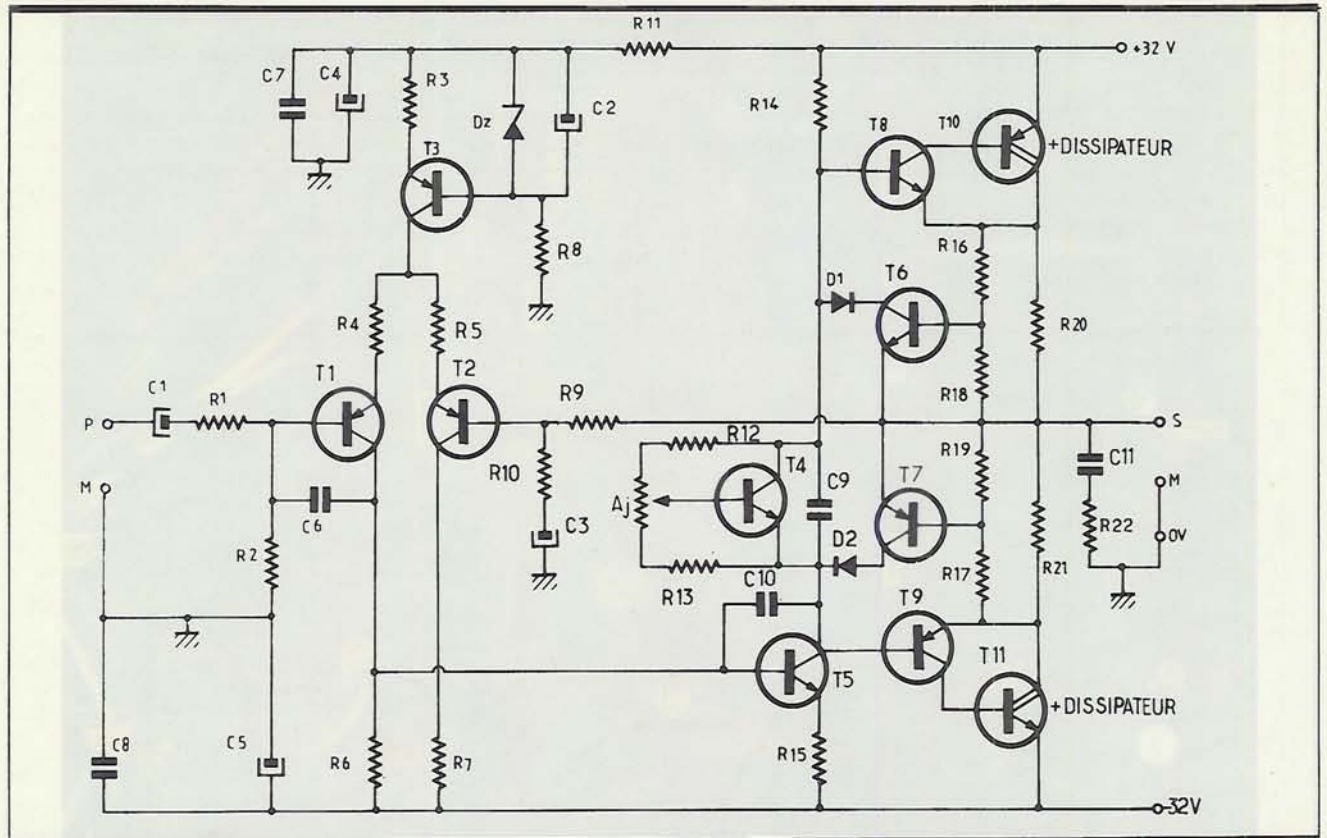 R11
+32 V
C7
C4
R3
Dz
C2
R14
T8
T10
+DISSIPATEUR
T3
R8
R16
D1
T6
R4
R5
R20
R18
T1
T2
C1
R1
R9
P
S
R12
R19
C11
M
R10
T4
C9
T7
M
Aj
C6
C3
D2
R22
OV
R2
R17
R21
R13
C10
T9
T11
T5
+DISSIPATEUR
C8
C5
R6
R7
R15
-32V